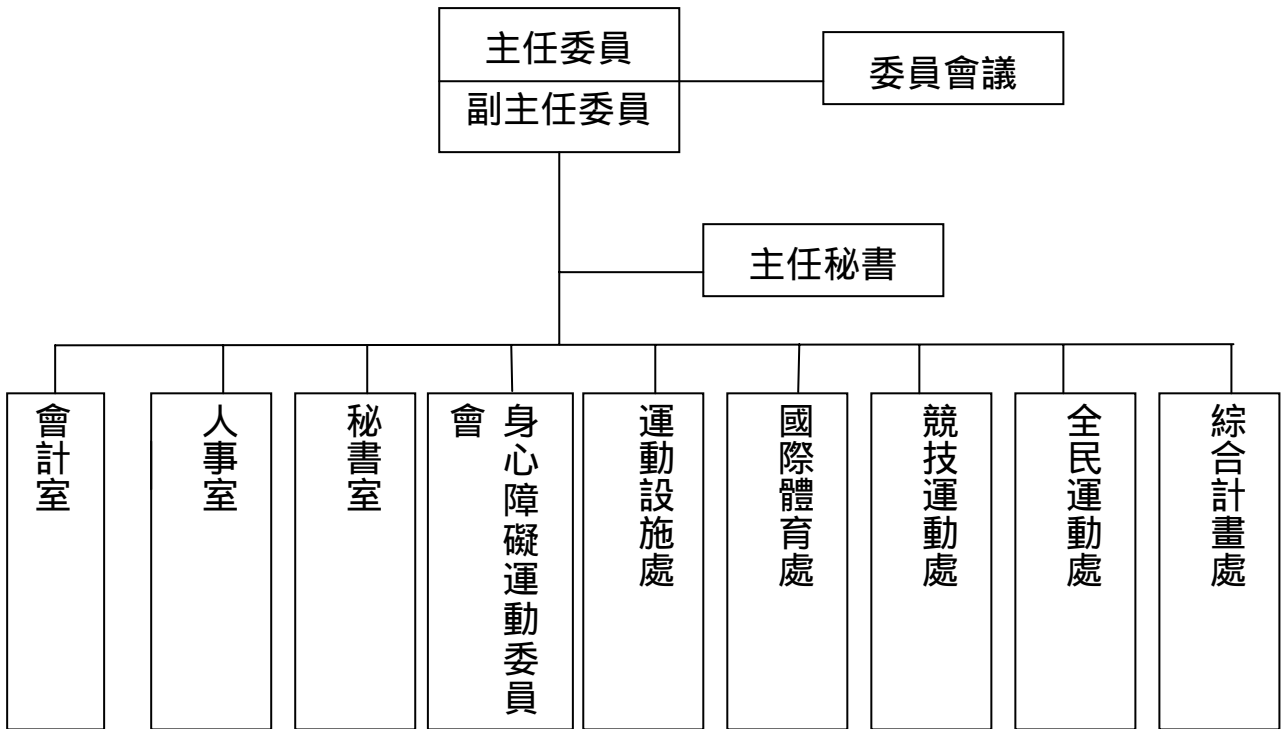 主任委員
副主任委員
委員會議
主任秘書
會計室
人事室
秘書室
身心障礙運動委員
會
運動設施處
國際體育處
競技運動處
全民運動處
綜合計畫處